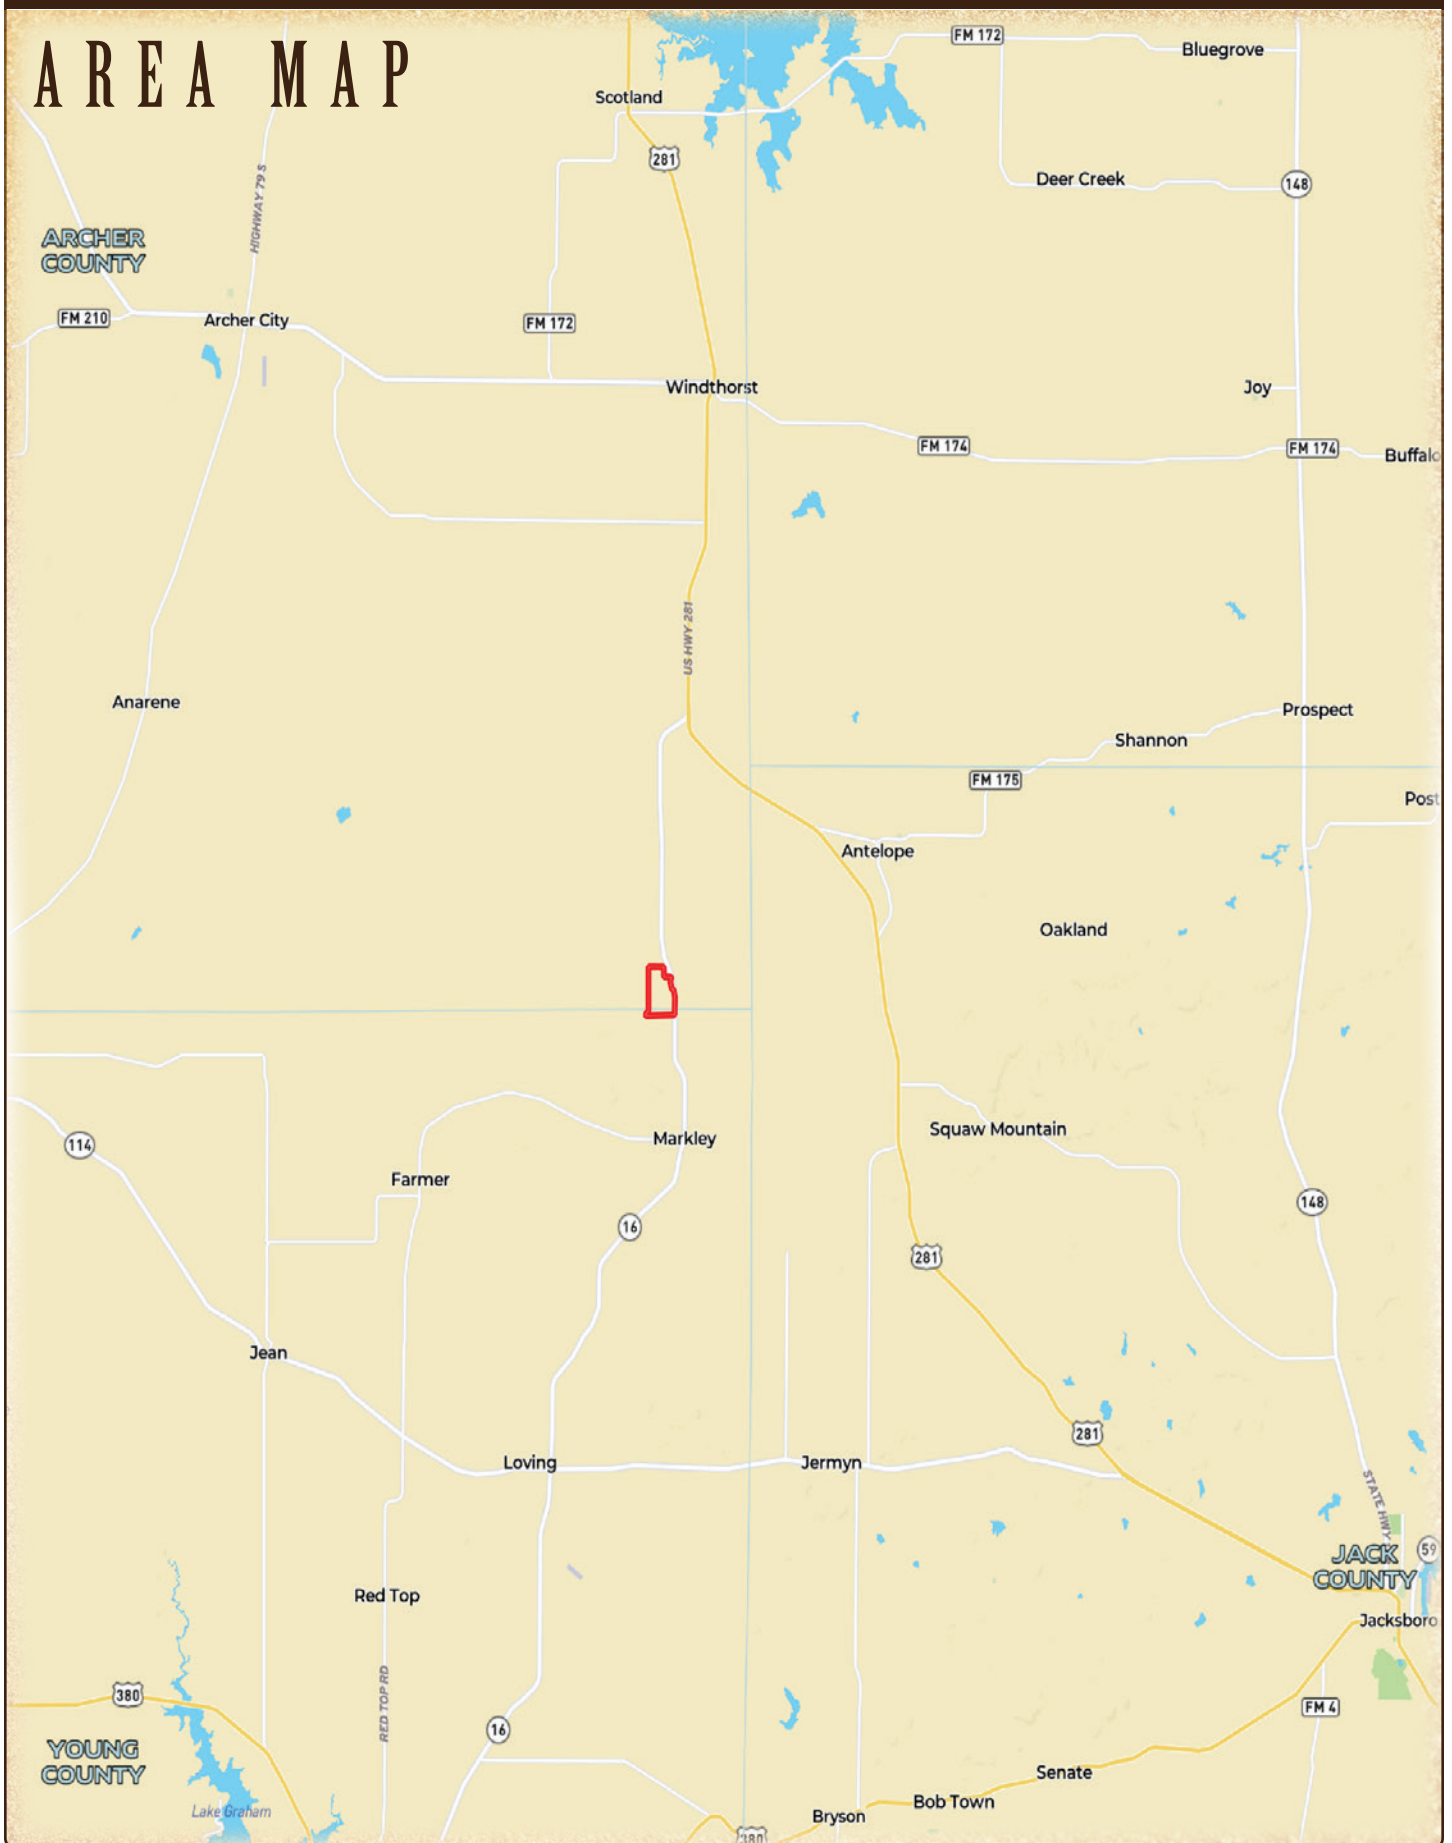 AREA MAP
FM 172
Bluegrove
Scotland
281
Deer Creek
148
HIGHWAY 79 S
ARCHER
COUNTY
FM 210
Archer City
FM 172
Windthorst
Joy
FM 174
FM 174
Buffalo
US HWY 281
Anarene
Prospect
Shannon
FM 175
Post
Antelope
Oakland
Markley
Squaw Mountain
114
Farmer
148
16
281
Jean
281
Loving
Jermyn
STATE HWY
JACK
COUNTY
59
Red Top
Jacksboro
RED TOP RD
380
FM 4
16
YOUNG
COUNTY
Senate
Lake Graham
Bob Town
Bryson
380